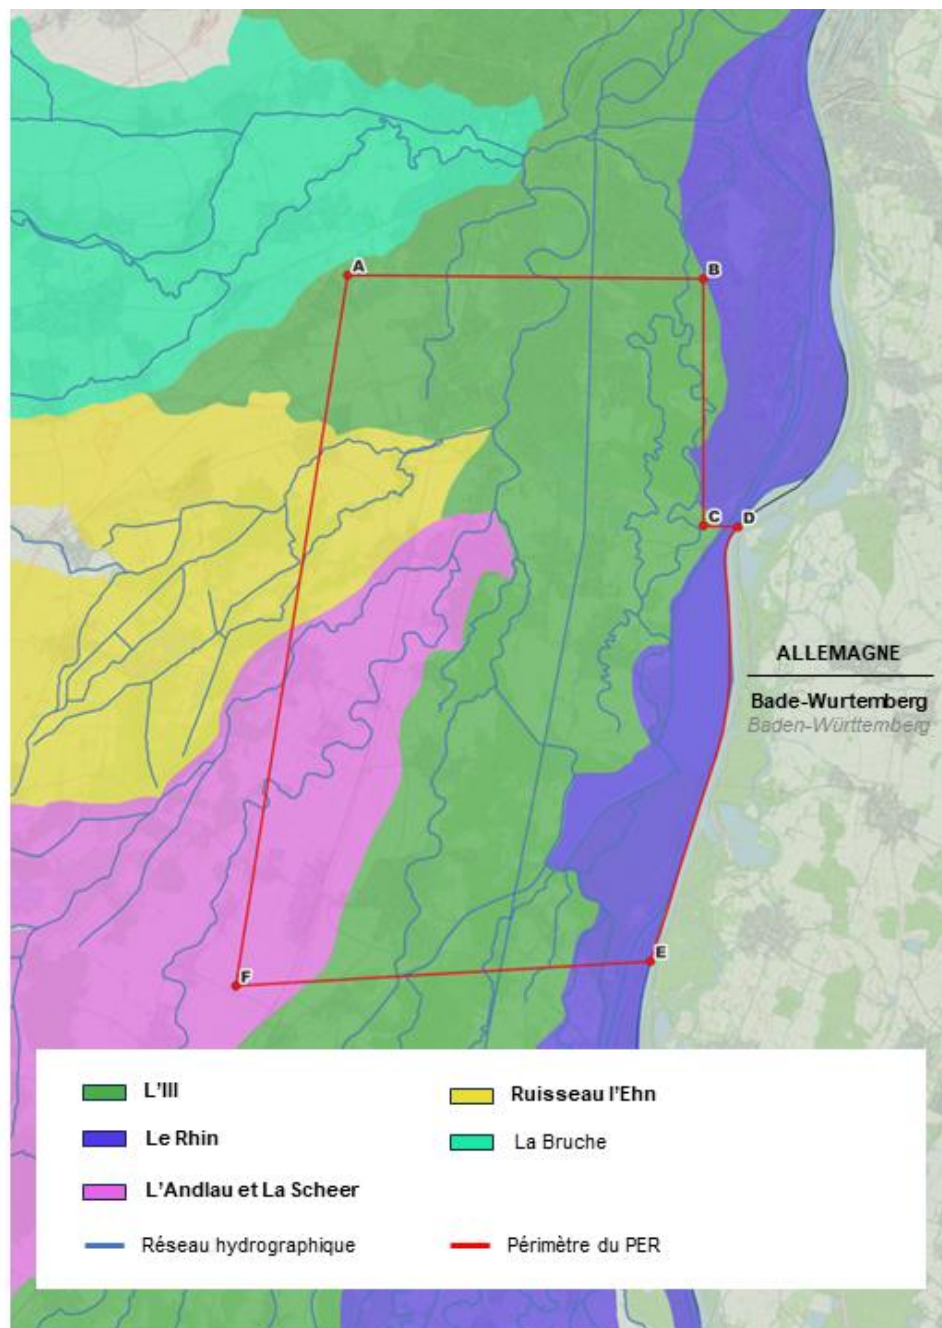 A
B
C
D
ALLEMAGNE
Bade-Wurtemberg
Baden-Württemberg
E
F
L'Ill
Ruisseau l'Ehn
Le Rhin
La Bruche
L'Andlau et La Scheer
Réseau hydrographique
Périmètre du PER